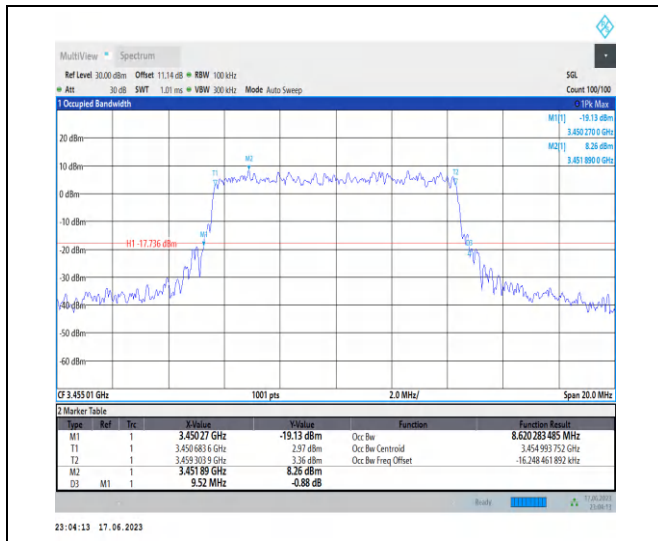 MultiView Spectrum
Ref Level 30.00 dBm Offset 11.14 dB RBW 100 kHz SGL
Att 30 dB SWT 1.01 ms VBW 300 kHz Mode Auto Sweep Count 100/100
1 Occupied Bandwidth 1Pk Max
M1[1] -19.13 dBm
3.450 270 0 GHz
M2[1] 8.26 dBm
3.451 890 0 GHz
20 dBm
M2
10 dBm
T1 T2
0 dBm
-10 dBm
M1
H1 -17.736 dBm
D3
-20 dBm
-30 dBm
-40 dBm
-50 dBm
-60 dBm
CF 3.455 01 GHz 1001 pts 2.0 MHz/ Span 20.0 MHz
2 Marker Table
Type Ref Trc X-Value Y-Value Function Function Result
M1 1 3.450 27 GHz -19.13 dBm Occ Bw 8.620 283 485 MHz
T1 1 3.450 683 6 GHz 2.97 dBm Occ Bw Centroid 3.454 993 752 GHz
T2 1 3.459 303 9 GHz 3.36 dBm Occ Bw Freq Offset -16.248 461 892 kHz
M2 1 3.451 89 GHz 8.26 dBm
D3 M1 1 9.52 MHz -0.88 dB
Ready 17.06.2023
23:04:13
23:04:13 17.06.2023